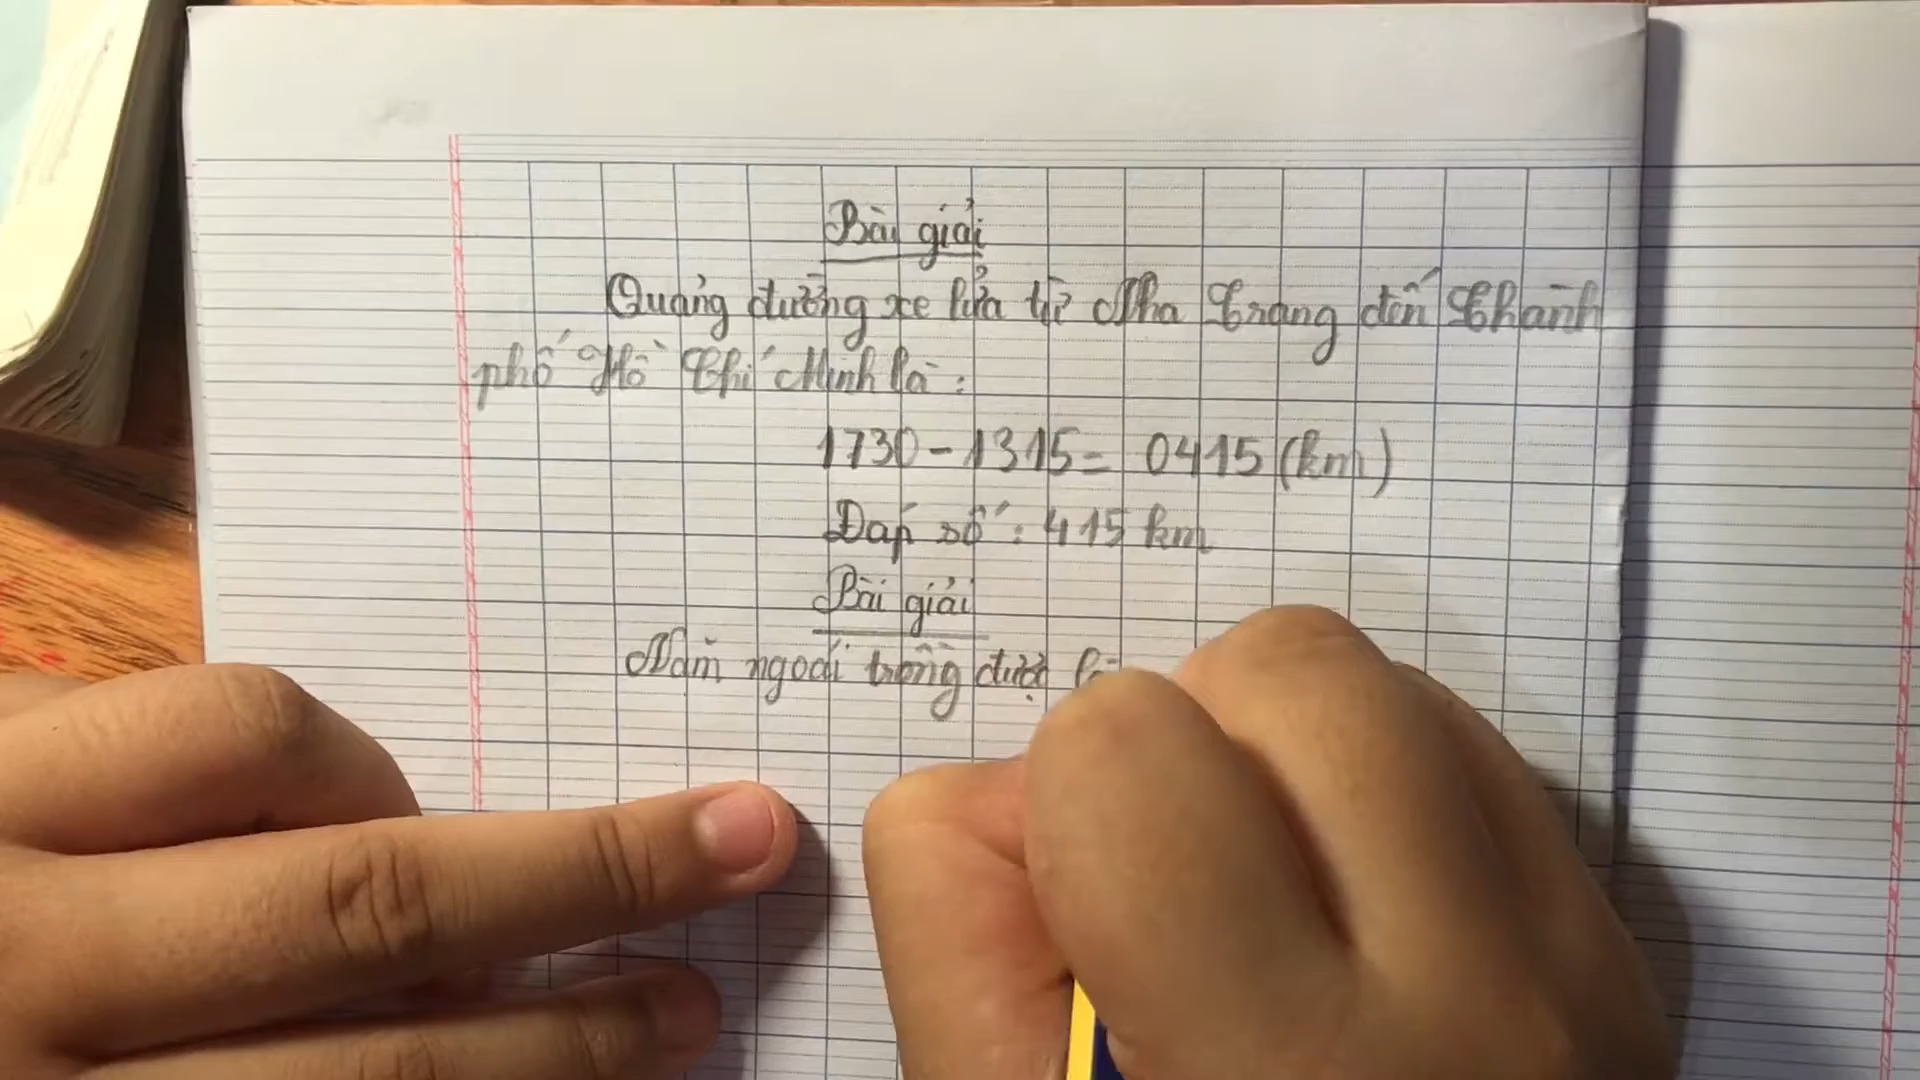 Bài giải
Quảng đường xe lửa từ Nha Trang đến Thành
phố Hồ Chí Minh là :
1730 - 1315 = 0415 (km)
Đáp số : 415 km
Bài giải
Năm ngoái trồng được là